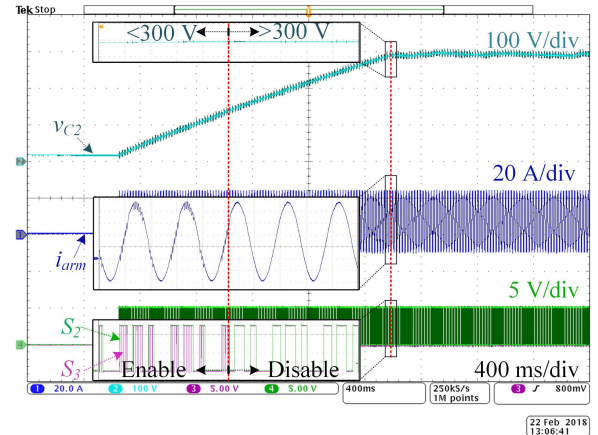 Tek Stop
<300 V >300 V
100 V/div
vC2
2
20 A/div
1
iarm
5 V/div
S2
4
S3
Enable Disable
400 ms/div
1 20.0 A 2 100 V 3 5.00 V 4 5.00 V 400ms 250kS/s 3 800mV
1M points
22 Feb 2018
13:06:41